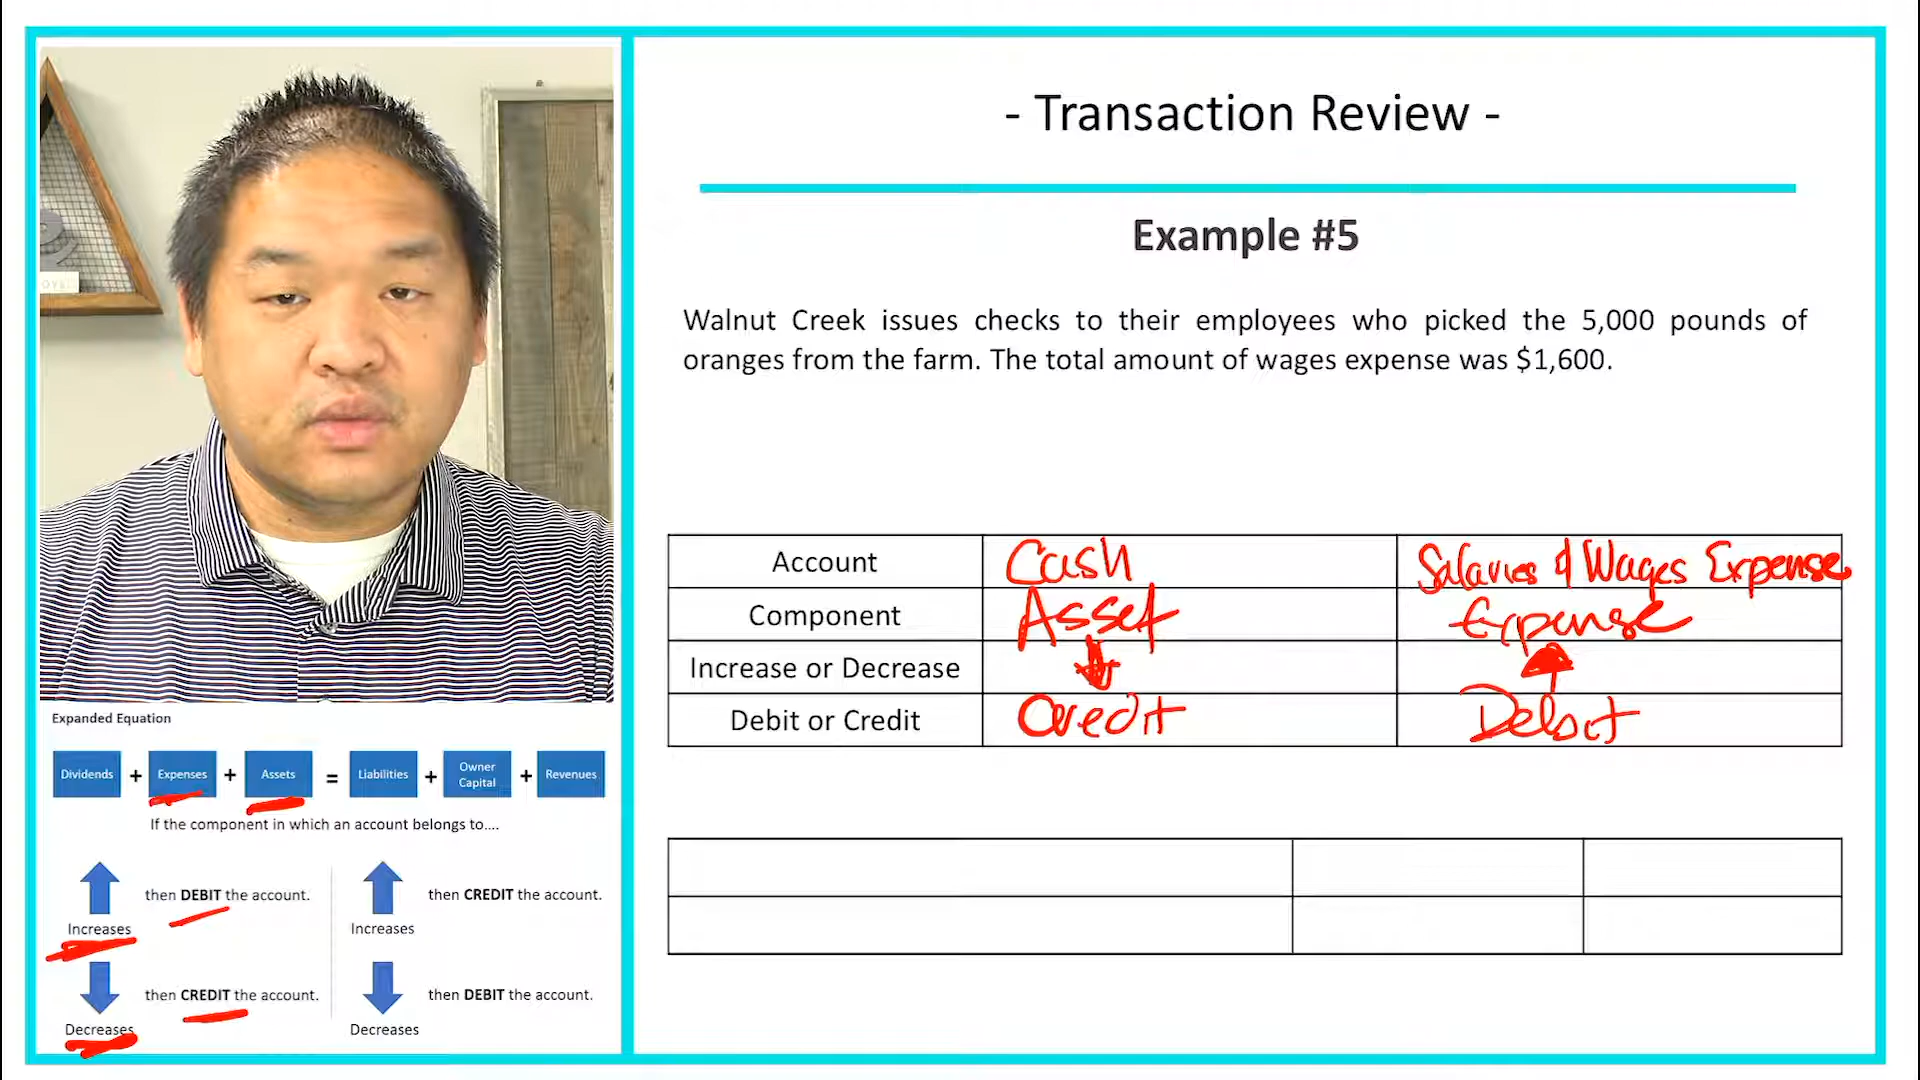 - Transaction Review -
Example #5
Walnut Creek issues checks to their employees who picked the 5,000 pounds of
oranges from the farm. The total amount of wages expense was $1,600.
Account Cash Salaries & Wages Expense
Component Asset Expense
Increase or Decrease
Debit or Credit Credit Debit
Expanded Equation
Dividends + Expenses + Assets = Liabilities + Owner Capital + Revenues
If the component in which an account belongs to....
then DEBIT the account. then CREDIT the account.
Increases Increases
then CREDIT the account. then DEBIT the account.
Decreases Decreases